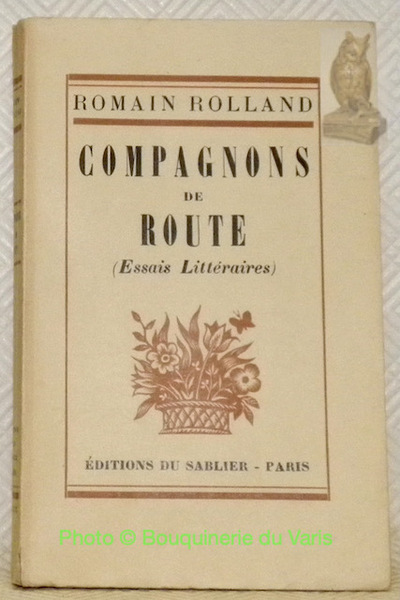 ROMAIN ROLLAND
COMPAGNONS
DE
ROUTE
(Essais Littéraires)
ÉDITIONS DU SABLIER - PARIS
Photo © Bouquinerie du Varis